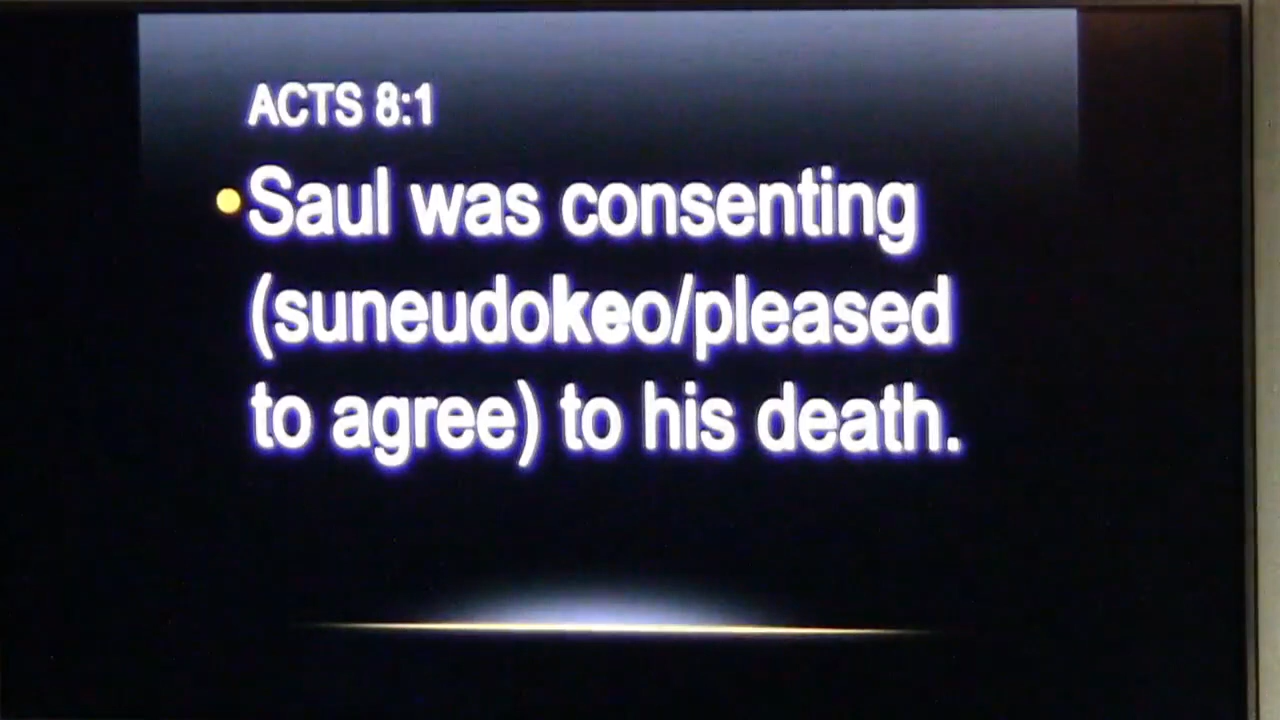 ACTS 8:1
•Saul was consenting
(suneudokeo/pleased
to agree) to his death.